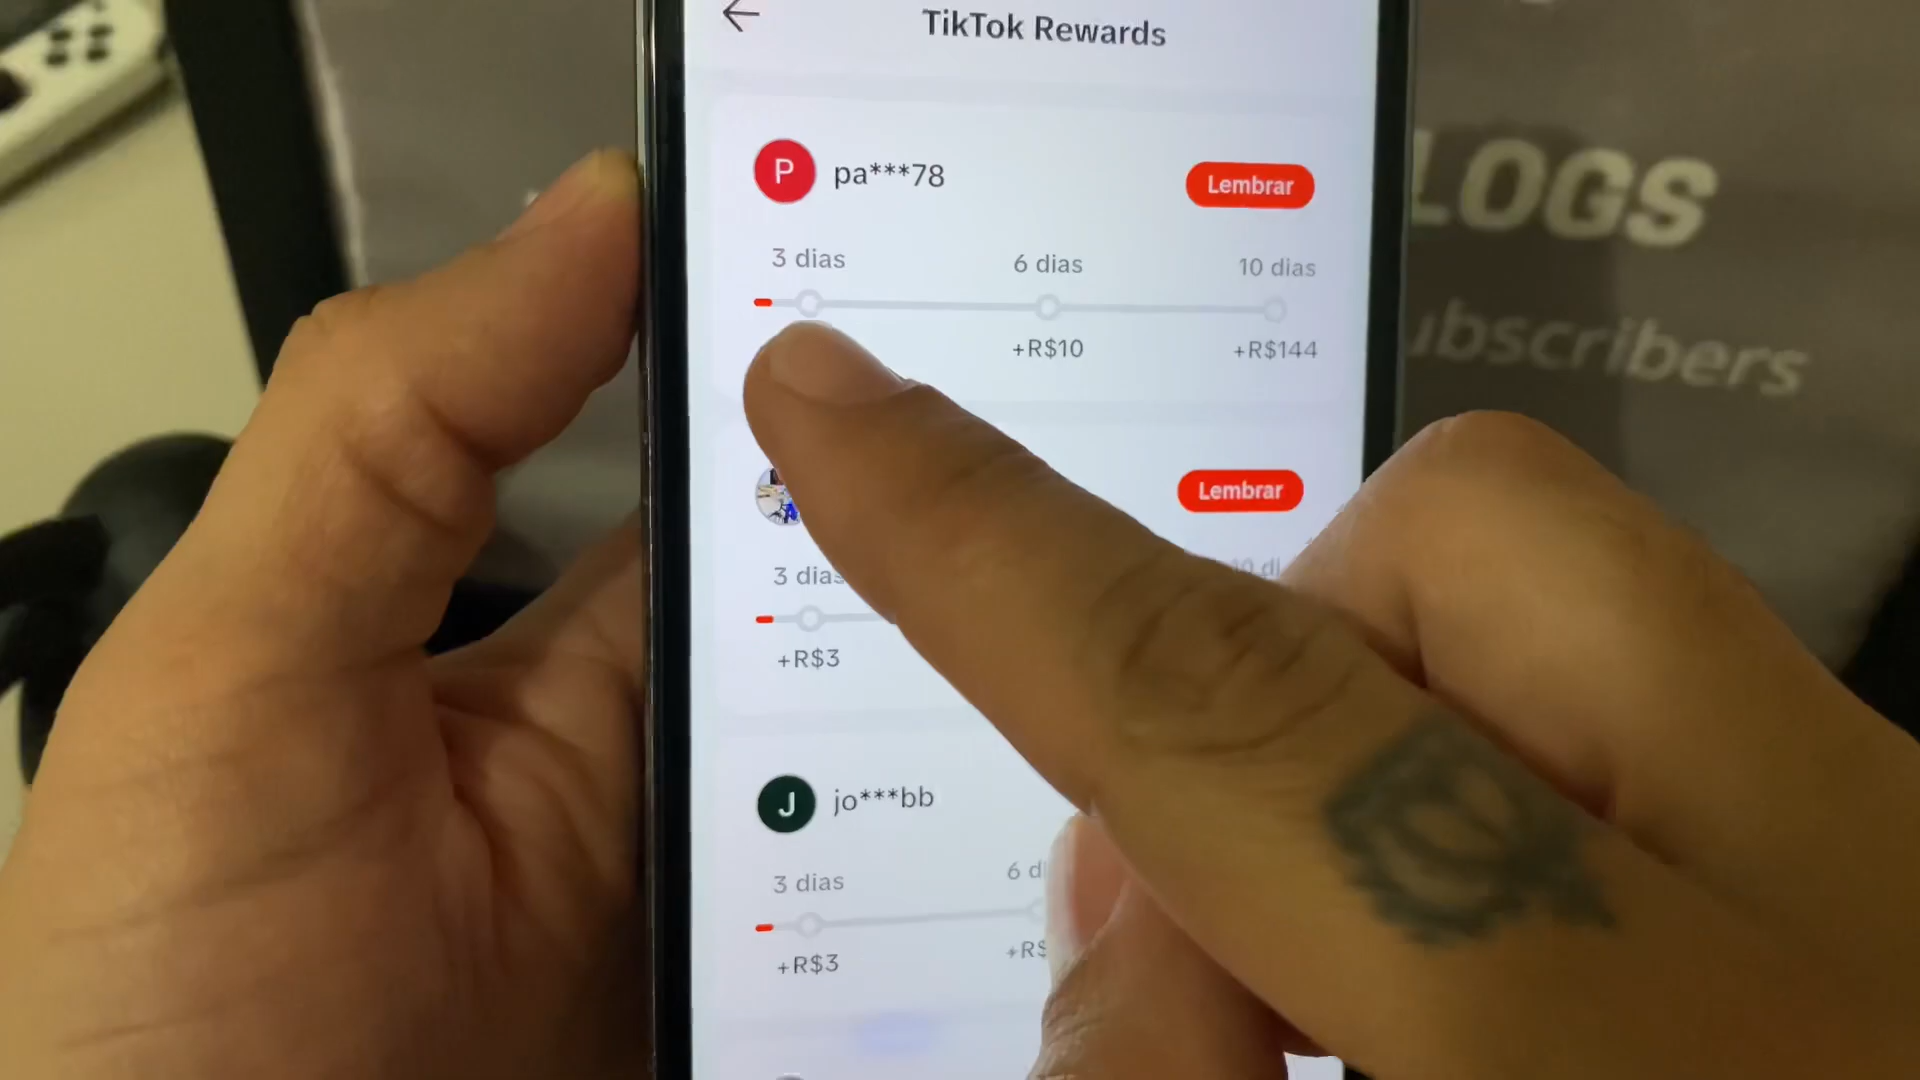 TikTok Rewards
P
pa***78
Lembrar
3 dias
6 dias
10 dias
+R$10
+R$144
Lembrar
3 dias
+R$3
J
jo***bb
3 dias
+R$3
LOGS